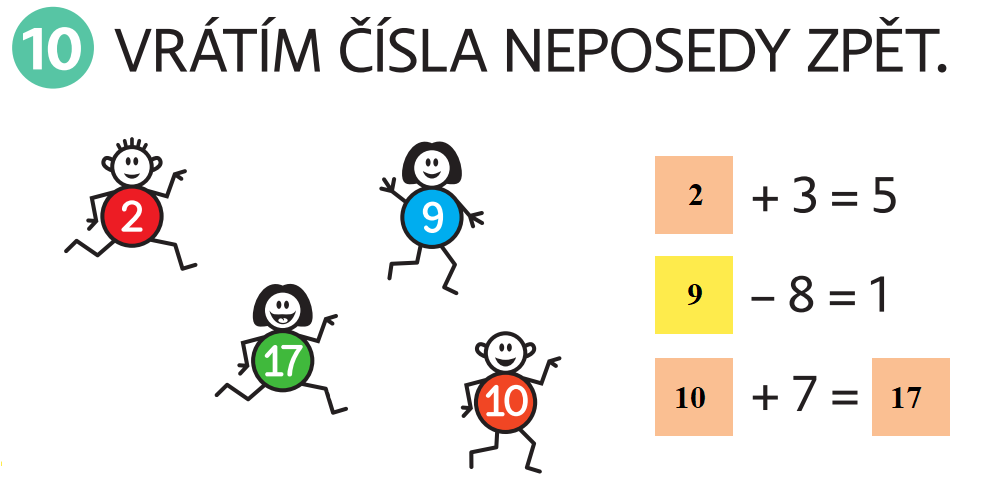 10 VRÁTÍM ČÍSLA NEPOSEDY ZPĚT.
2
9
17
10
2 + 3 = 5
9 – 8 = 1
10 + 7 = 17